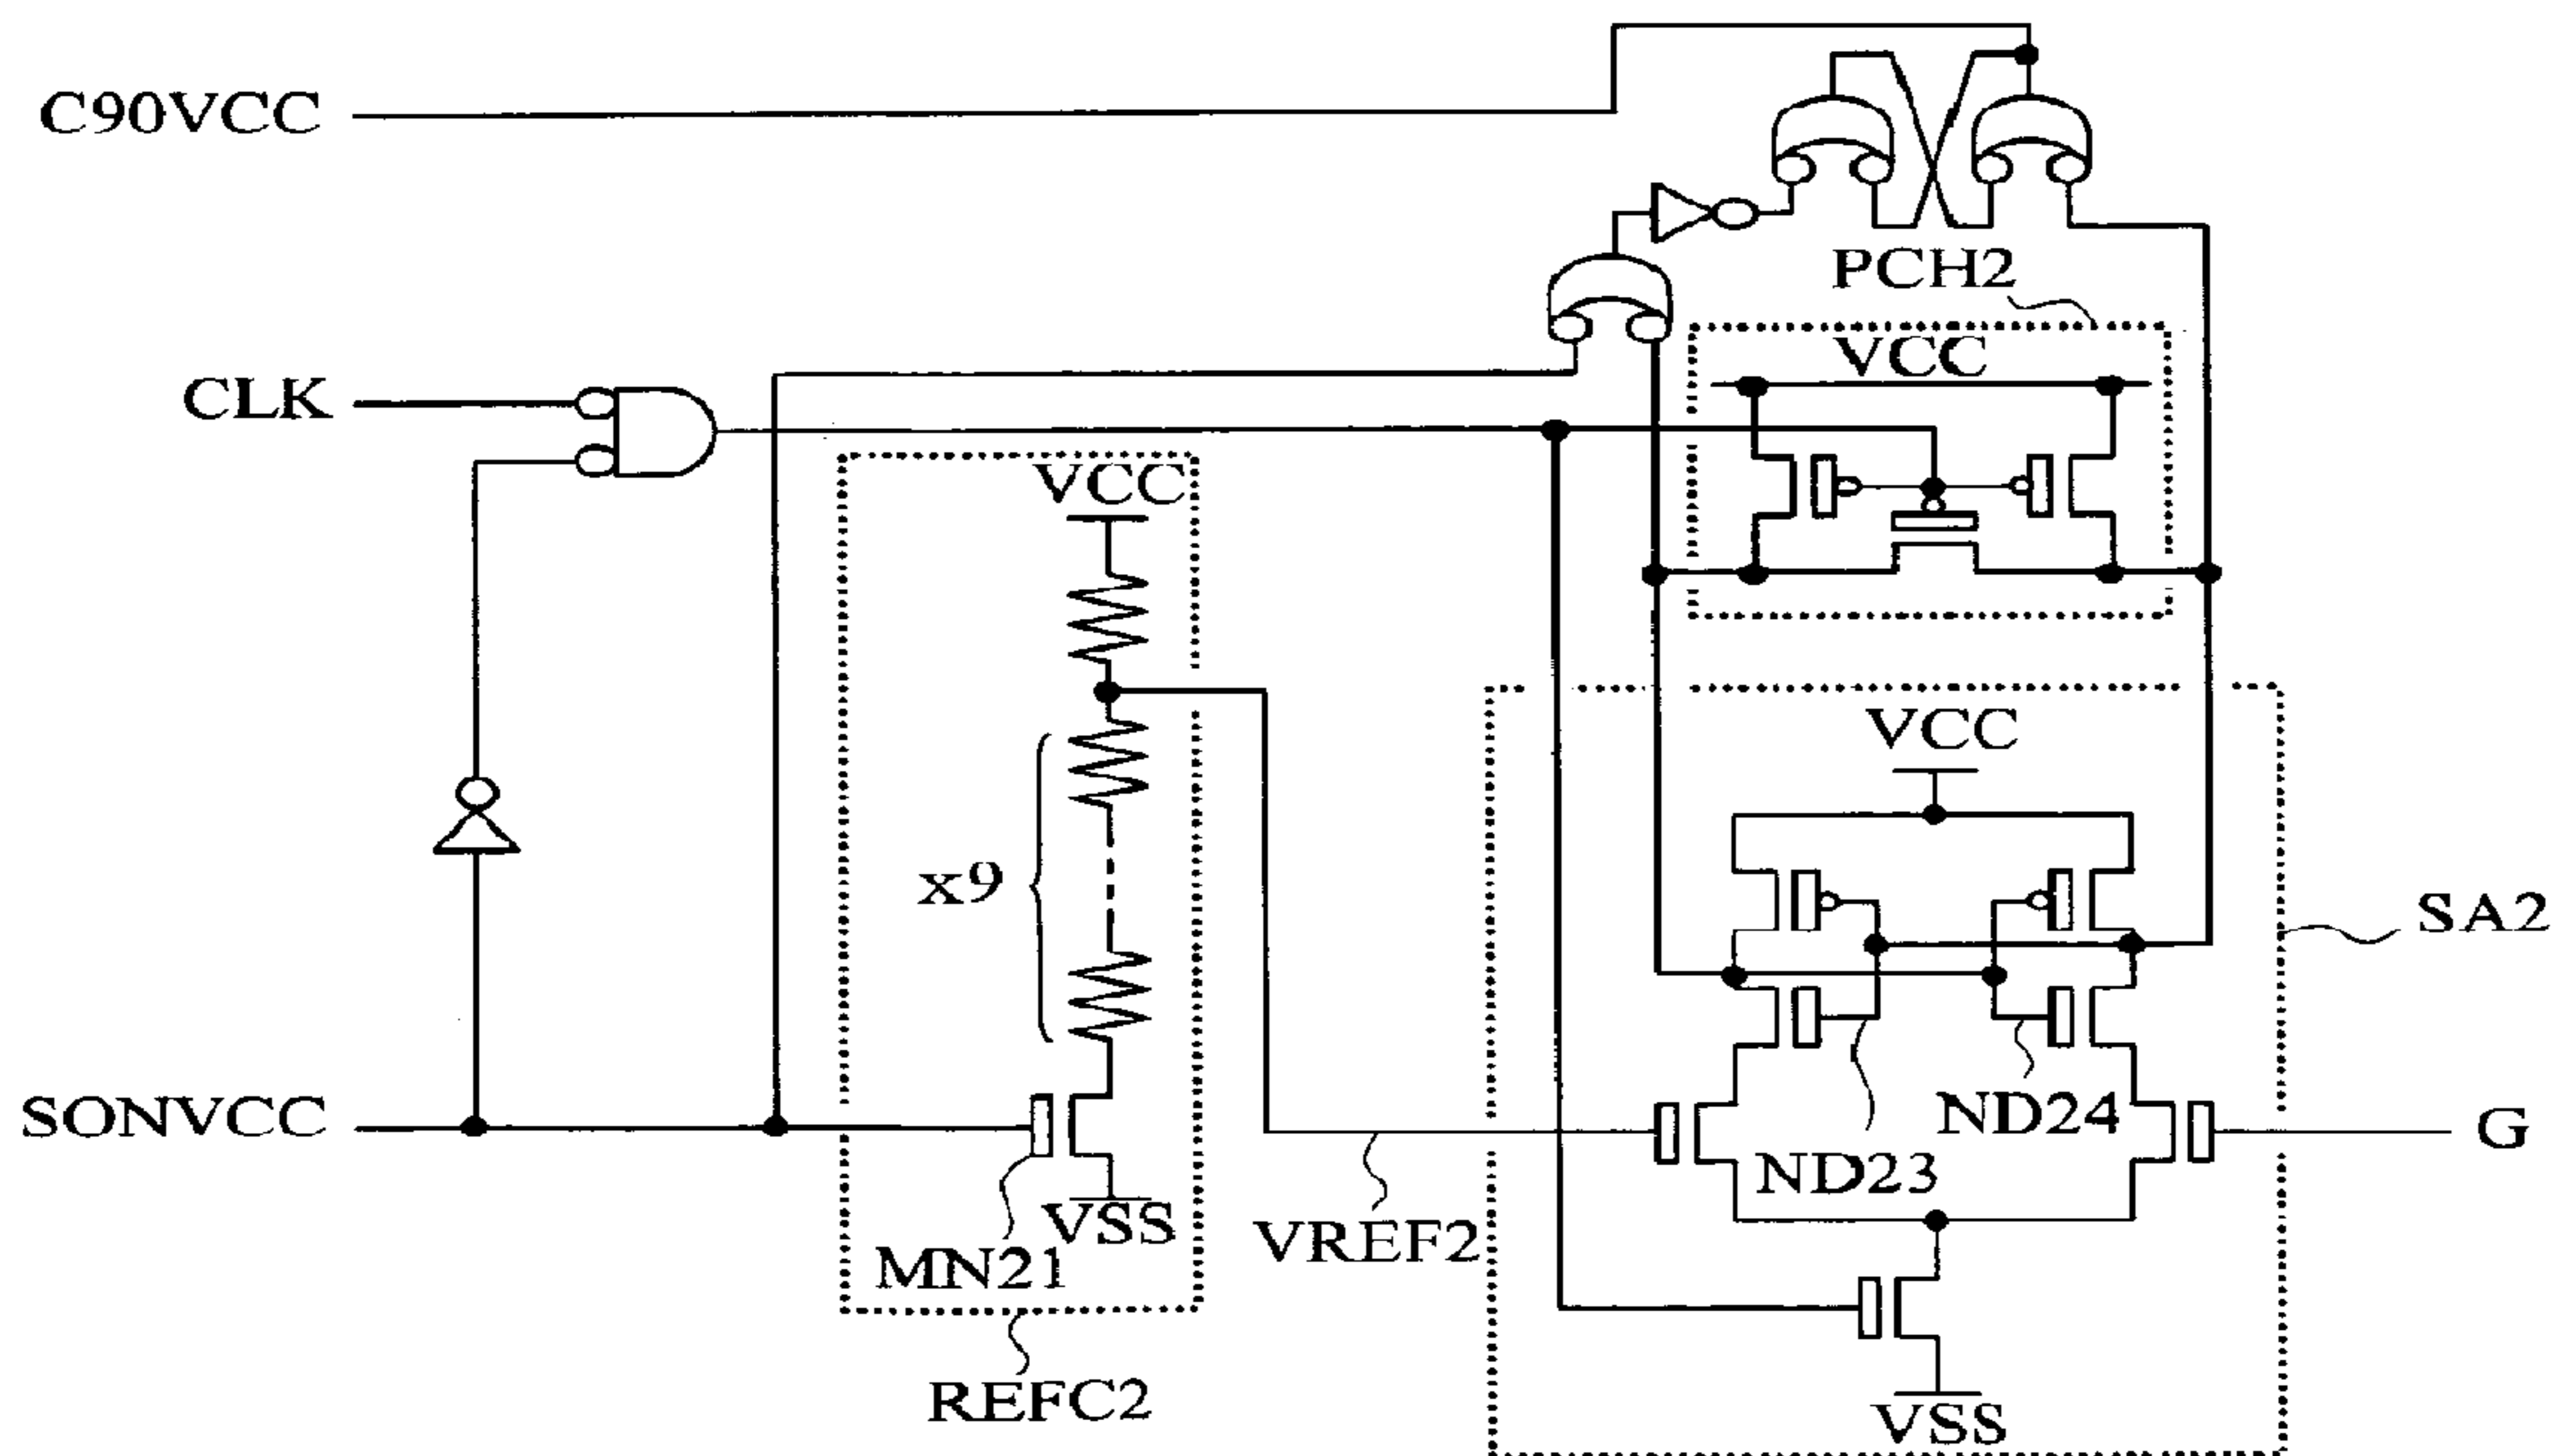 C90VCC
PCH2
VCC
CLK
VCC
VCC
x9
SA2
SONVCC
ND24
G
ND23
VSS
VREF2
MN21
REFC2
VSS